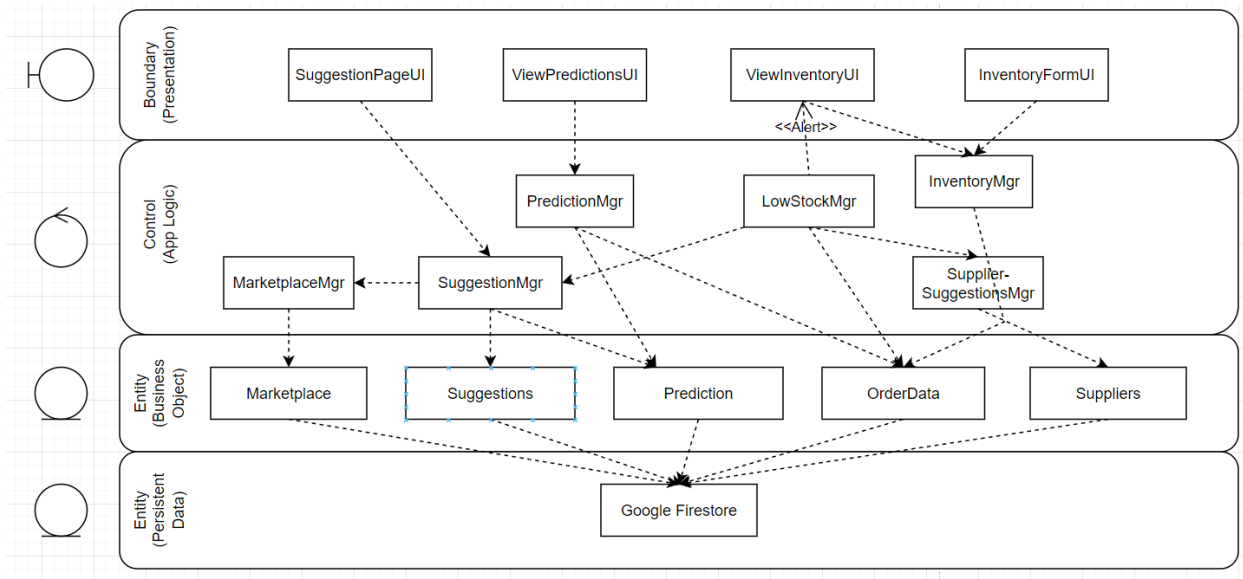 Boundary
(Presentation)
SuggestionPageUI
ViewPredictionsUI
ViewInventoryUI
InventoryFormUI
<<Alert>>
Control
(App Logic)
PredictionMgr
LowStockMgr
InventoryMgr
MarketplaceMgr
SuggestionMgr
Supplier-
SuggestionsMgr
Entity
(Business
Object)
Marketplace
Suggestions
Prediction
OrderData
Suppliers
Entity
(Persistent
Data)
Google Firestore